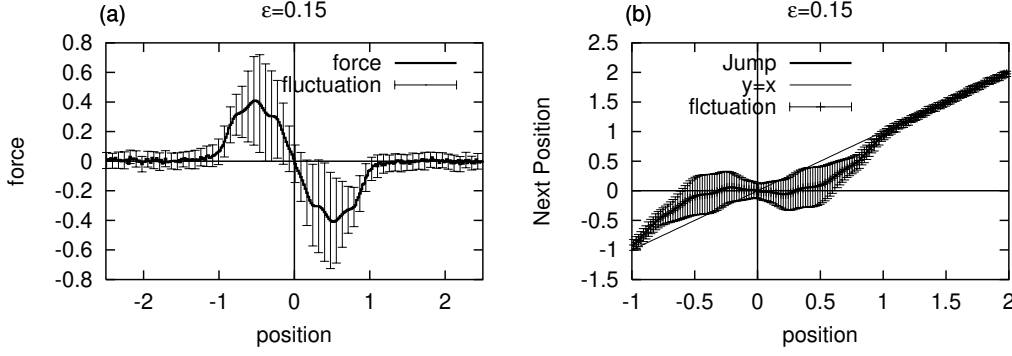 (a)
ε=0.15
0.8
0.6
0.4
0.2
0
-0.2
-0.4
-0.6
-0.8
force
fluctuation
force
-2
-1
0
1
2
position
(b)
ε=0.15
2.5
2
1.5
1
0.5
0
-0.5
-1
-1.5
Jump
y=x
flctuation
Next Position
-1
-0.5
0
0.5
1
1.5
2
position